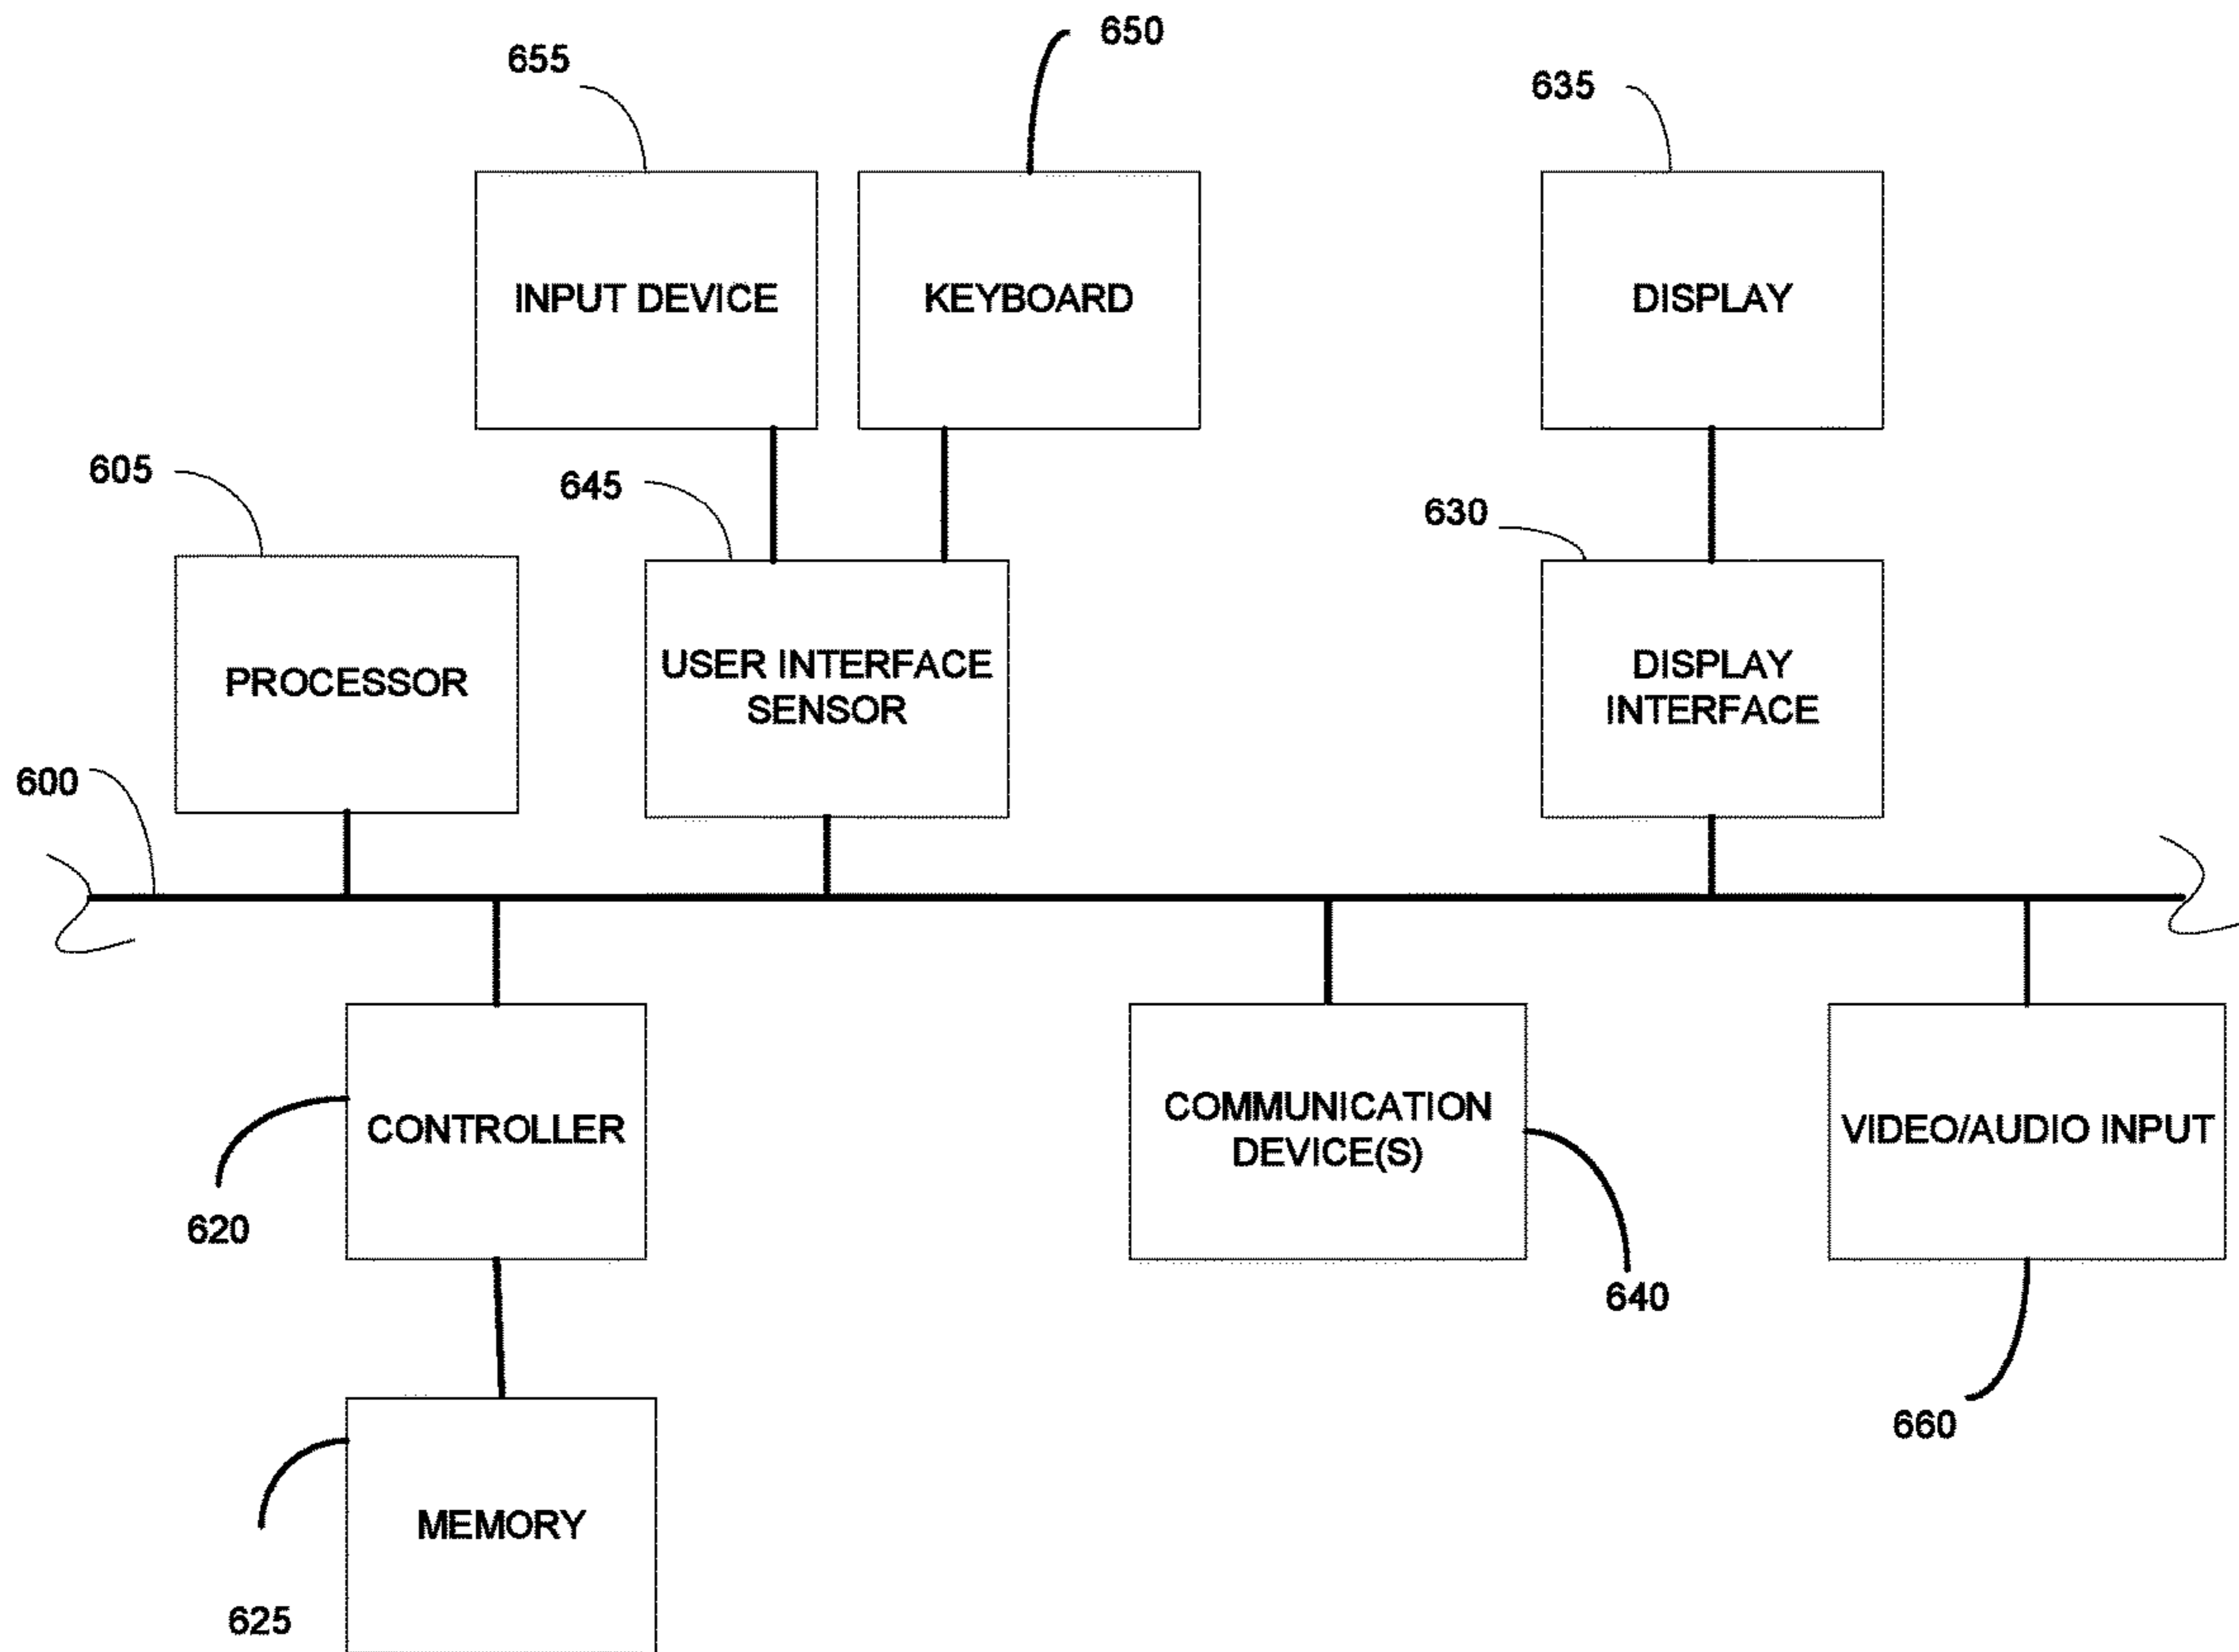 650
655
635
INPUT DEVICE
KEYBOARD
DISPLAY
605
645
630
PROCESSOR
USER INTERFACE
SENSOR
DISPLAY
INTERFACE
600
CONTROLLER
COMMUNICATION
DEVICE(S)
VIDEO/AUDIO INPUT
620
640
660
MEMORY
625